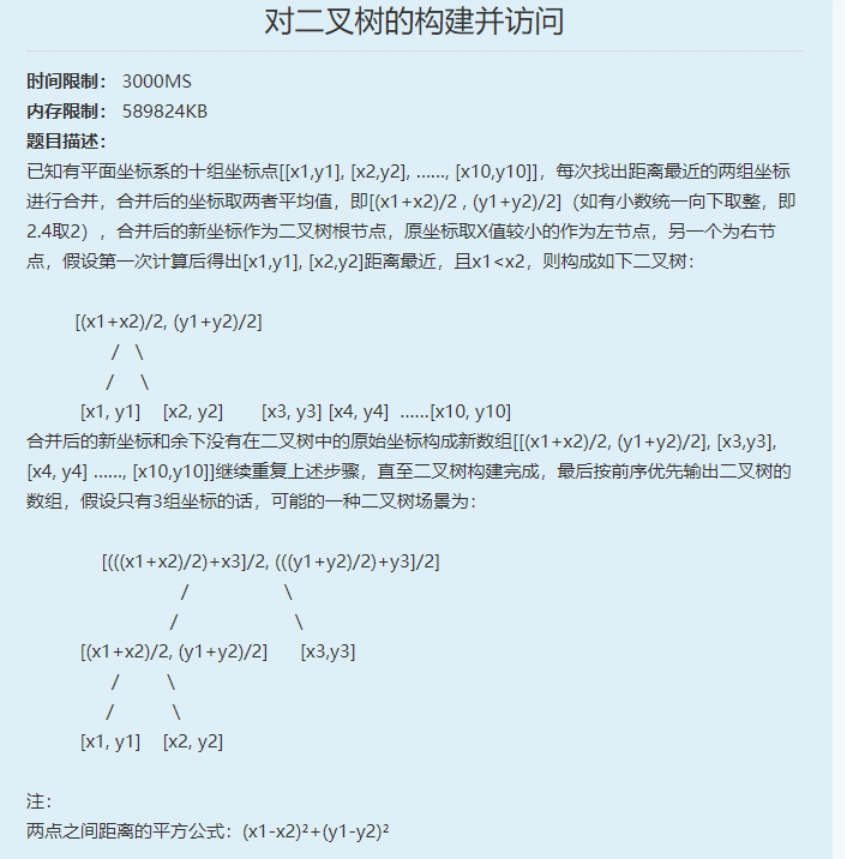 对二叉树的构建并访问
时间限制： 3000MS
内存限制： 589824KB
题目描述：
已知有平面坐标系的十组坐标点[[x1,y1], [x2,y2], ……, [x10,y10]]，每次找出距离最近的两组坐标
进行合并，合并后的坐标取两者平均值，即[(x1+x2)/2 , (y1+y2)/2]（如有小数统一向下取整，即
2.4取2），合并后的新坐标作为二叉树根节点，原坐标取X值较小的作为左节点，另一个为右节
点，假设第一次计算后得出[x1,y1], [x2,y2]距离最近，且x1<x2，则构成如下二叉树：
[(x1+x2)/2, (y1+y2)/2]
/ \
/ \
[x1, y1] [x2, y2] [x3, y3] [x4, y4] ……[x10, y10]
合并后的新坐标和余下没有在二叉树中的原始坐标构成新数组[[(x1+x2)/2, (y1+y2)/2], [x3,y3],
[x4, y4] ……, [x10,y10]]继续重复上述步骤，直至二叉树构建完成，最后按前序优先输出二叉树的
数组，假设只有3组坐标的话，可能的一种二叉树场景为：
[(((x1+x2)/2)+x3]/2, (((y1+y2)/2)+y3]/2]
/ \
/ \
[(x1+x2)/2, (y1+y2)/2] [x3,y3]
/ \
/ \
[x1, y1] [x2, y2]
注：
两点之间距离的平方公式：(x1-x2)²+(y1-y2)²